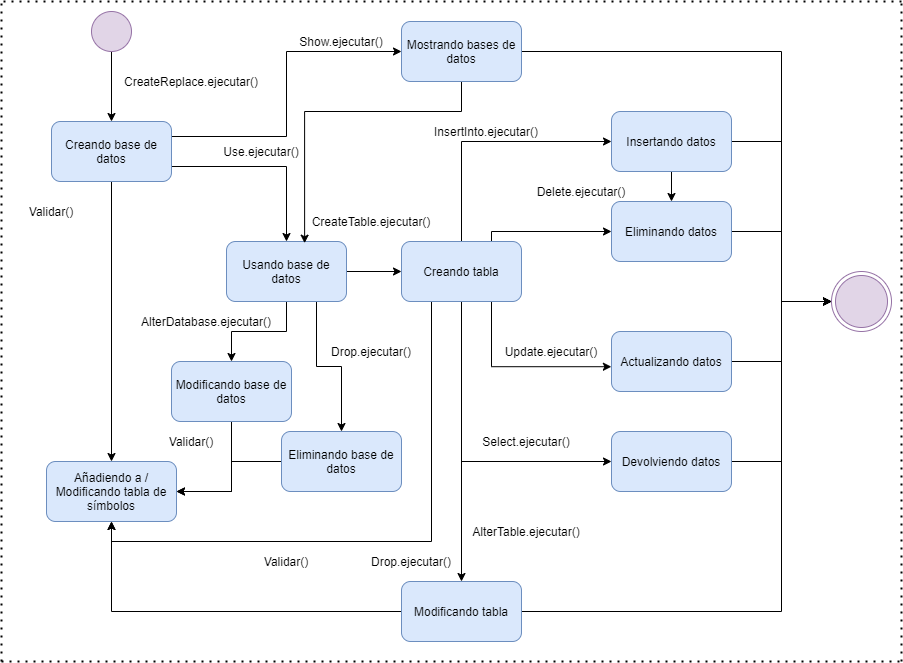 Show.ejecutar()
Mostrando bases de
datos
CreateReplace.ejecutar()
Creando base de
datos
Use.ejecutar()
InsertInto.ejecutar()
Insertando datos
Validar()
Delete.ejecutar()
CreateTable.ejecutar()
Eliminando datos
Usando base de
datos
Creando tabla
AlterDatabase.ejecutar()
Drop.ejecutar()
Update.ejecutar()
Actualizando datos
Modificando base de
datos
Validar()
Eliminando base de
datos
Select.ejecutar()
Devolviendo datos
Añadiendo a /
Modificando tabla de
símbolos
AlterTable.ejecutar()
Validar()
Drop.ejecutar()
Modificando tabla